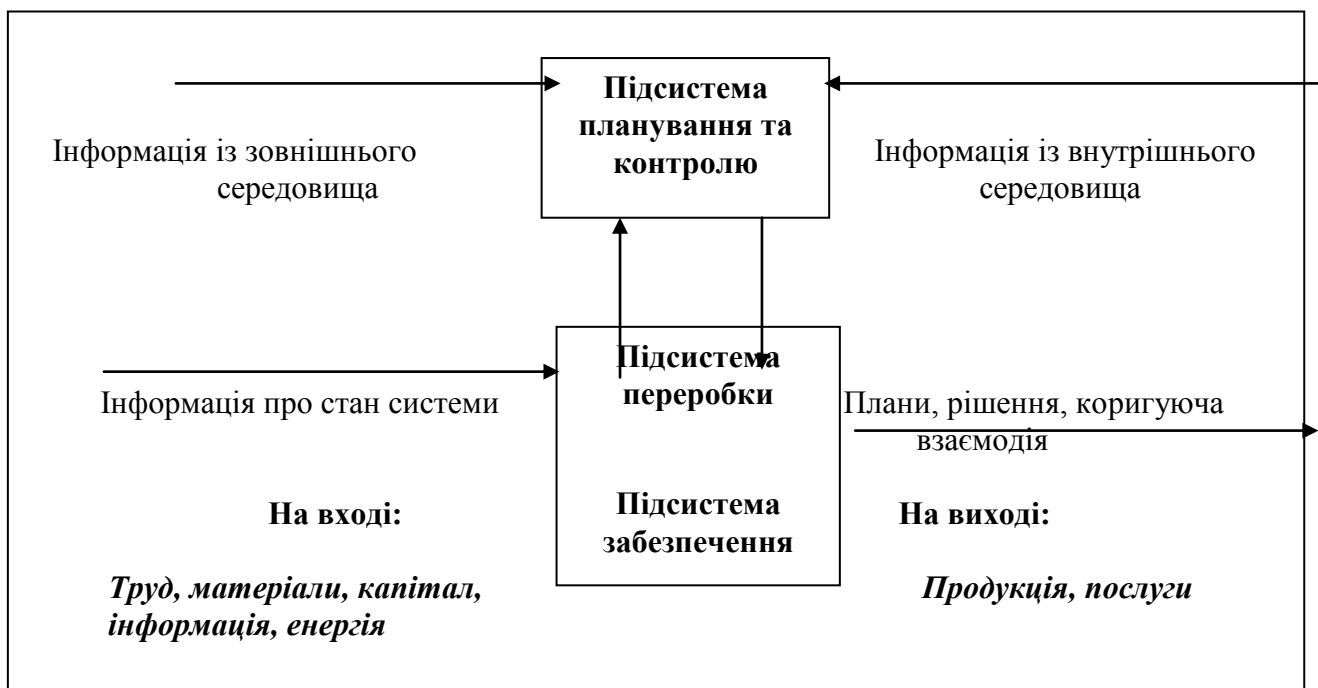 Підсистема
планування та
контролю
Інформація із зовнішнього
середовища
Інформація із внутрішнього
середовища
Підсистема
переробки
Інформація про стан системи
Плани, рішення, коригуюча
взаємодія
Підсистема
забезпечення
На вході:
На виході:
Труд, матеріали, капітал,
інформація, енергія
Продукція, послуги